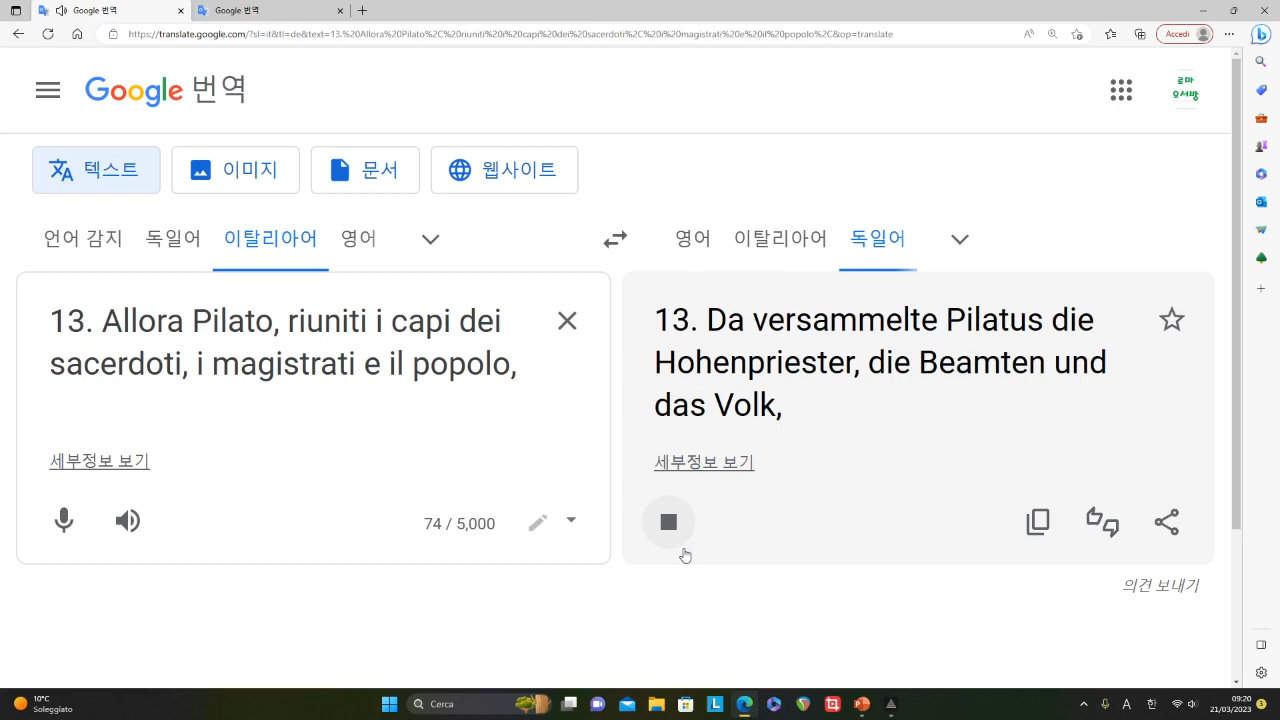 Google 번역
Google 번역
https://translate.google.com/?sl=it&tl=de&text=13.%20Allora%20Pilato%2C%20riuniti%20i%20capi%20dei%20sacerdoti%2C%20i%20magistrati%20e%20il%20popolo%2C&op=translate
Accedi
Google 번역
로마
오서방
텍스트
이미지
문서
웹사이트
언어 감지 독일어 이탈리아어 영어
영어 이탈리아어 독일어
13. Allora Pilato, riuniti i capi dei
sacerdoti, i magistrati e il popolo,
세부정보 보기
74 / 5,000
13. Da versammelte Pilatus die
Hohenpriester, die Beamten und
das Volk,
세부정보 보기
의견 보내기
10°C
Soleggiato
Cerca
A 한
09:20
21/03/2023
3